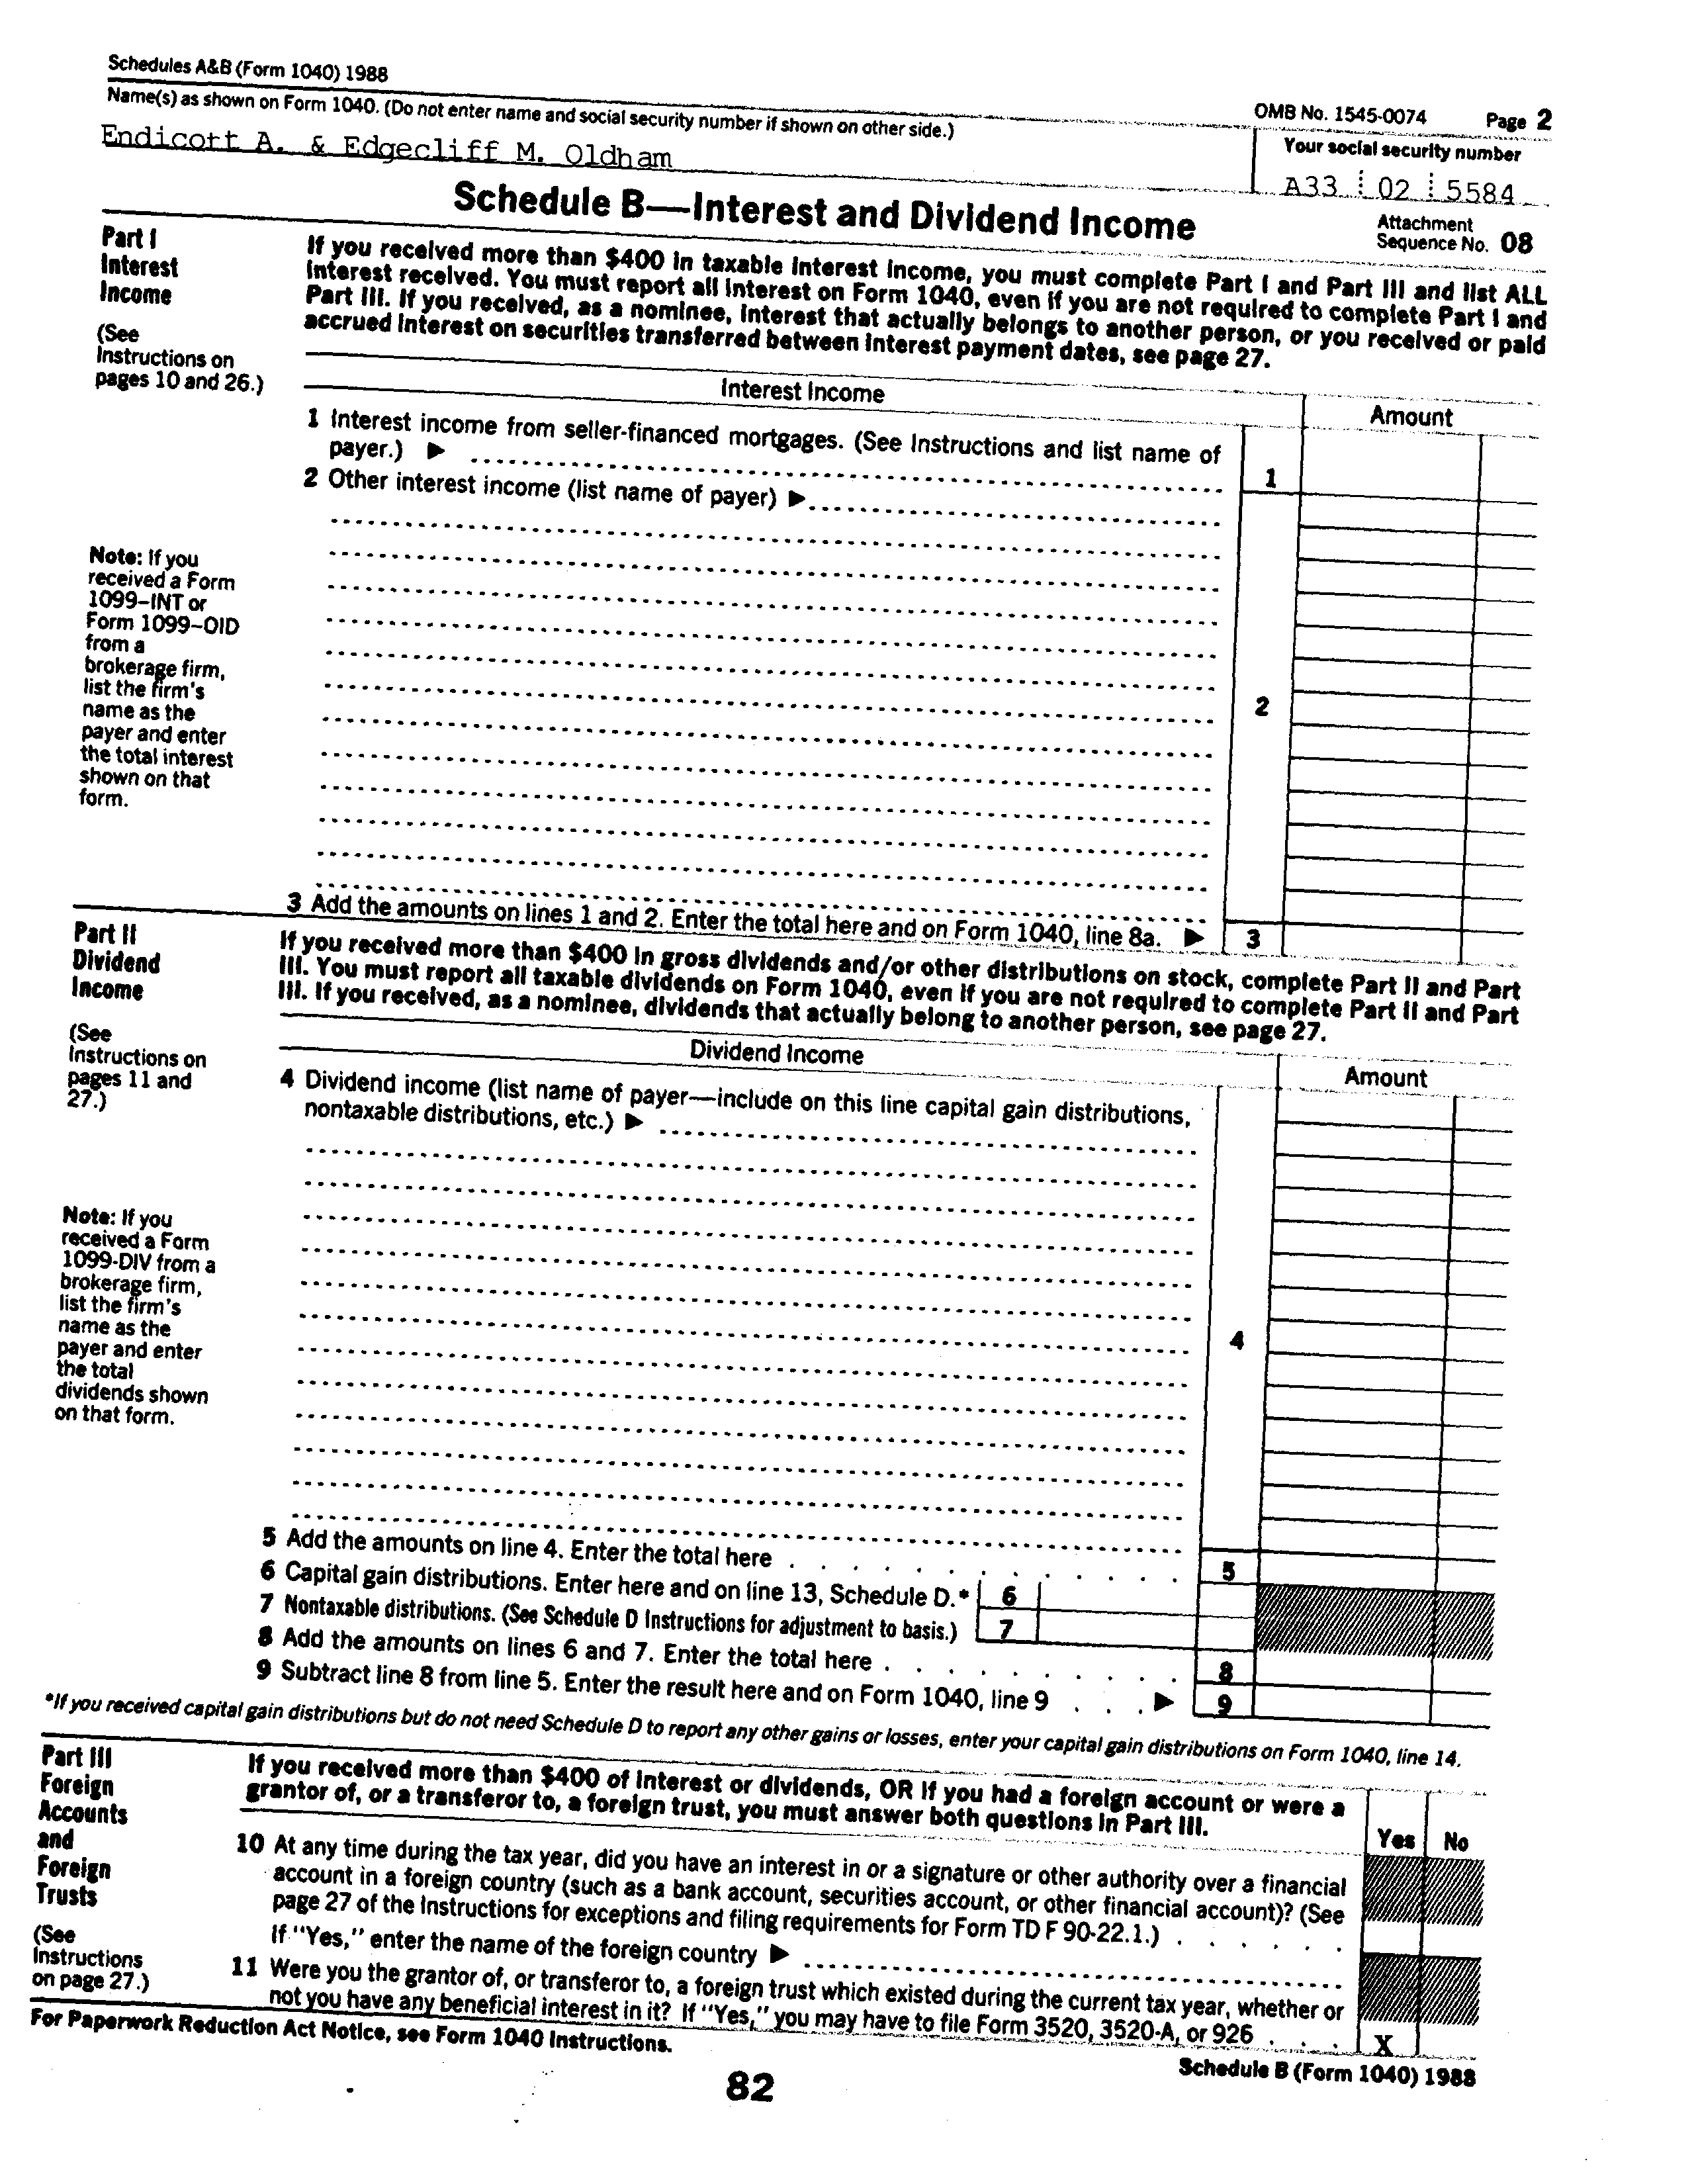 Schedules A&B (Form 1040) 1988
OMB No. 1545-0074 Page 2
Name(s) as shown on Form 1040. (Do not enter name and social security number if shown on other side.)
Your social security number
Endicott A. & Edgecliff M. Oldham
A33 02 5584
Schedule B—Interest and Dividend Income
Attachment
Sequence No. 08
Part I
Interest
Income
(See
Instructions on
pages 10 and 26.)
If you received more than $400 in taxable interest income, you must complete Part I and Part III and list ALL
interest received. You must report all interest on Form 1040, even if you are not required to complete Part I and
Part III. If you received, as a nominee, interest that actually belongs to another person, or you received or paid
accrued interest on securities transferred between interest payment dates, see page 27.
Interest Income
Amount
1 Interest income from seller-financed mortgages. (See Instructions and list name of
payer.) ▶
1
2 Other interest income (list name of payer) ▶
Note: If you
received a Form
1099–INT or
Form 1099–OID
from a
brokerage firm,
list the firm's
name as the
payer and enter
the total interest
shown on that
form.
2
3 Add the amounts on lines 1 and 2. Enter the total here and on Form 1040, line 8a. ▶ 3
Part II
Dividend
Income
(See
Instructions on
pages 11 and
27.)
If you received more than $400 in gross dividends and/or other distributions on stock, complete Part II and Part
III. You must report all taxable dividends on Form 1040, even if you are not required to complete Part II and Part
III. If you received, as a nominee, dividends that actually belong to another person, see page 27.
Dividend Income
Amount
4 Dividend income (list name of payer—include on this line capital gain distributions,
nontaxable distributions, etc.) ▶
Note: If you
received a Form
1099-DIV from a
brokerage firm,
list the firm's
name as the
payer and enter
the total
dividends shown
on that form.
4
5 Add the amounts on line 4. Enter the total here . . . . . . . . . . . . 5
6 Capital gain distributions. Enter here and on line 13, Schedule D.* 6
7 Nontaxable distributions. (See Schedule D Instructions for adjustment to basis.) 7
8 Add the amounts on lines 6 and 7. Enter the total here . . . . . . . . . . 8
9 Subtract line 8 from line 5. Enter the result here and on Form 1040, line 9 . . . ▶ 9
*If you received capital gain distributions but do not need Schedule D to report any other gains or losses, enter your capital gain distributions on Form 1040, line 14.
Part III
Foreign
Accounts
and
Foreign
Trusts
(See
Instructions
on page 27.)
If you received more than $400 of interest or dividends, OR if you had a foreign account or were a
grantor of, or a transferor to, a foreign trust, you must answer both questions in Part III.
Yes No
10 At any time during the tax year, did you have an interest in or a signature or other authority over a financial
account in a foreign country (such as a bank account, securities account, or other financial account)? (See
page 27 of the Instructions for exceptions and filing requirements for Form TD F 90-22.1.) . . . . . .
If "Yes," enter the name of the foreign country ▶
11 Were you the grantor of, or transferor to, a foreign trust which existed during the current tax year, whether or
not you have any beneficial interest in it? If "Yes," you may have to file Form 3520, 3520-A, or 926 . . . . X
For Paperwork Reduction Act Notice, see Form 1040 Instructions.
Schedule B (Form 1040) 1988
82